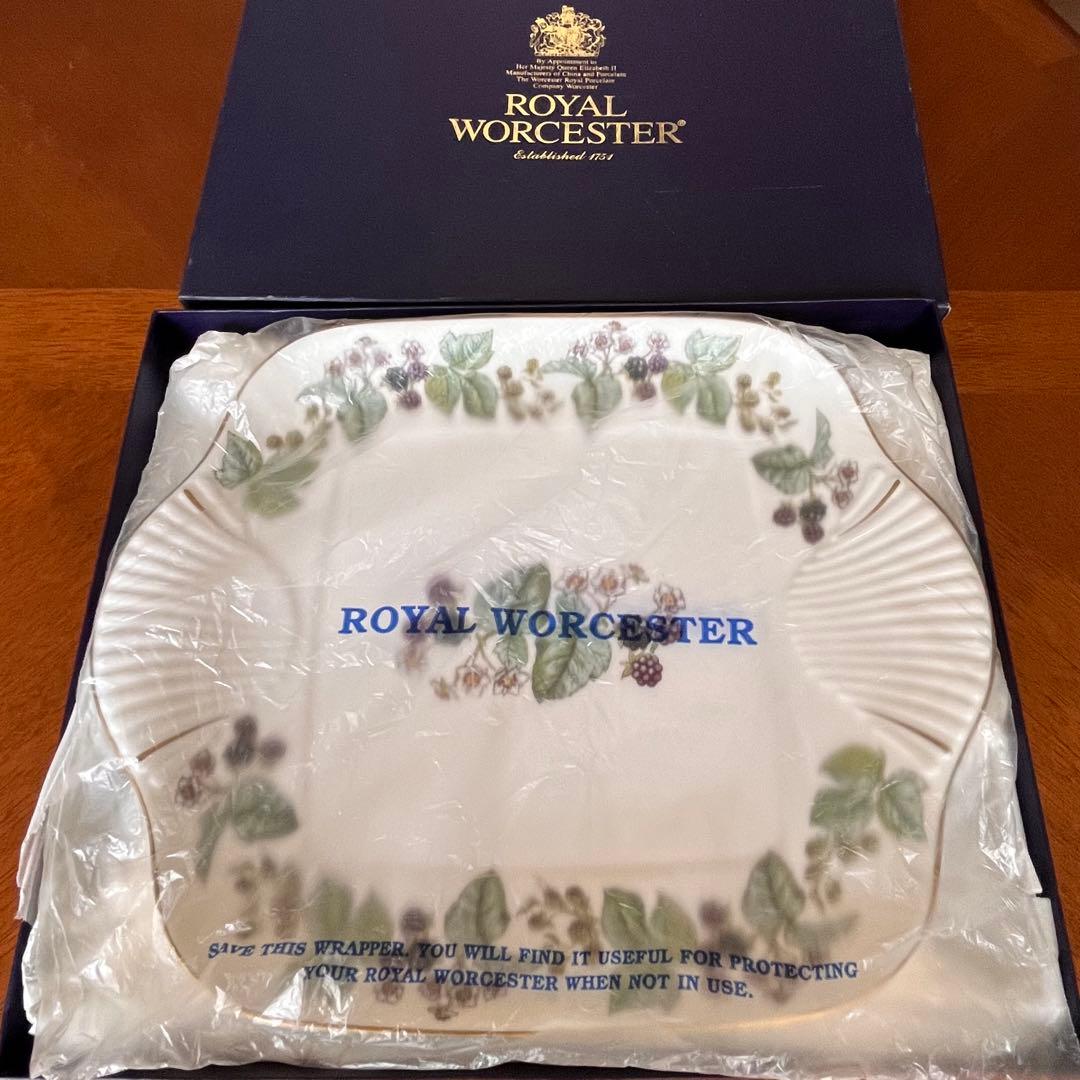 By Appointment to
Her Majesty Queen Elizabeth II
Manufacturers of China and Porcelain
The Worcester Royal Porcelain
Company Worcester
ROYAL
WORCESTER®
Established 1751
ROYAL WORCESTER
SAVE THIS WRAPPER. YOU WILL FIND IT USEFUL FOR PROTECTING
YOUR ROYAL WORCESTER WHEN NOT IN USE.